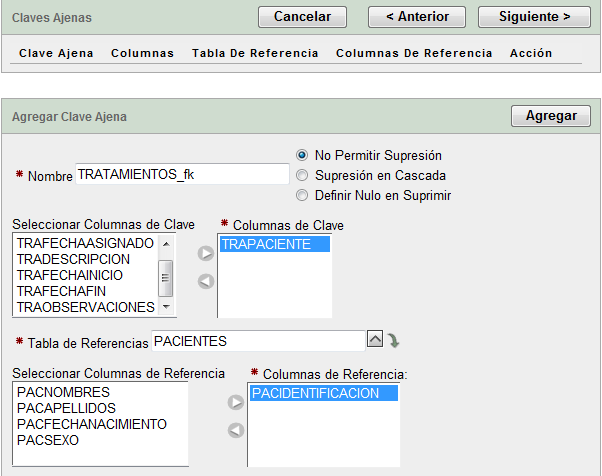 Claves Ajenas
Cancelar
< Anterior
Siguiente >
Clave Ajena Columnas Tabla De Referencia Columnas De Referencia Acción
Agregar Clave Ajena
Agregar
* Nombre TRATAMIENTOS_fk
No Permitir Supresión
Supresión en Cascada
Definir Nulo en Suprimir
Seleccionar Columnas de Clave
TRAFECHAASIGNADO
TRADESCRIPCION
TRAFECHAINICIO
TRAFECHAFIN
TRAOBSERVACIONES
* Columnas de Clave
TRAPACIENTE
* Tabla de Referencias PACIENTES
Seleccionar Columnas de Referencia
PACNOMBRES
PACAPELLIDOS
PACFECHANACIMIENTO
PACSEXO
* Columnas de Referencia:
PACIDENTIFICACION